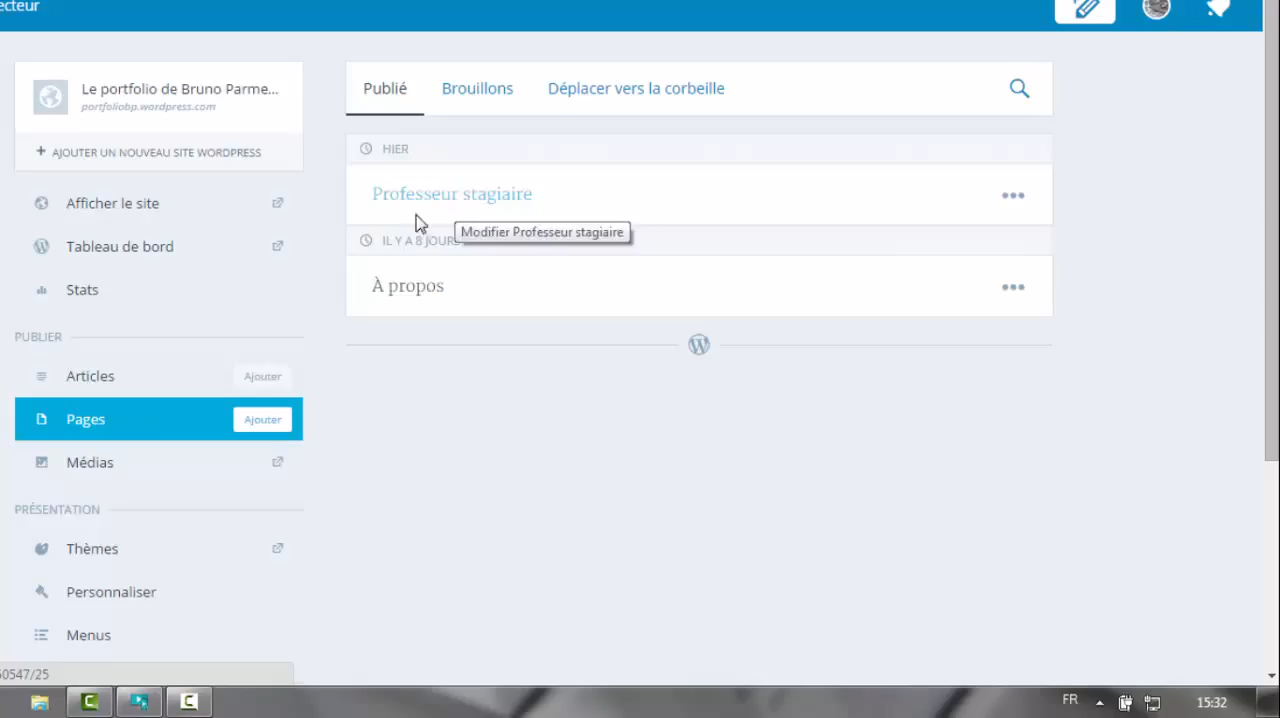 ecteur
Le portfolio de Bruno Parme...
portfoliobp.wordpress.com
+ AJOUTER UN NOUVEAU SITE WORDPRESS
Afficher le site
Tableau de bord
Stats
PUBLIER
Articles Ajouter
Pages Ajouter
Médias
PRÉSENTATION
Thèmes
Personnaliser
Menus
Publié Brouillons Déplacer vers la corbeille
HIER
Professeur stagiaire
Modifier Professeur stagiaire
IL Y A 8 JOURS
À propos
50547/25
FR 15:32